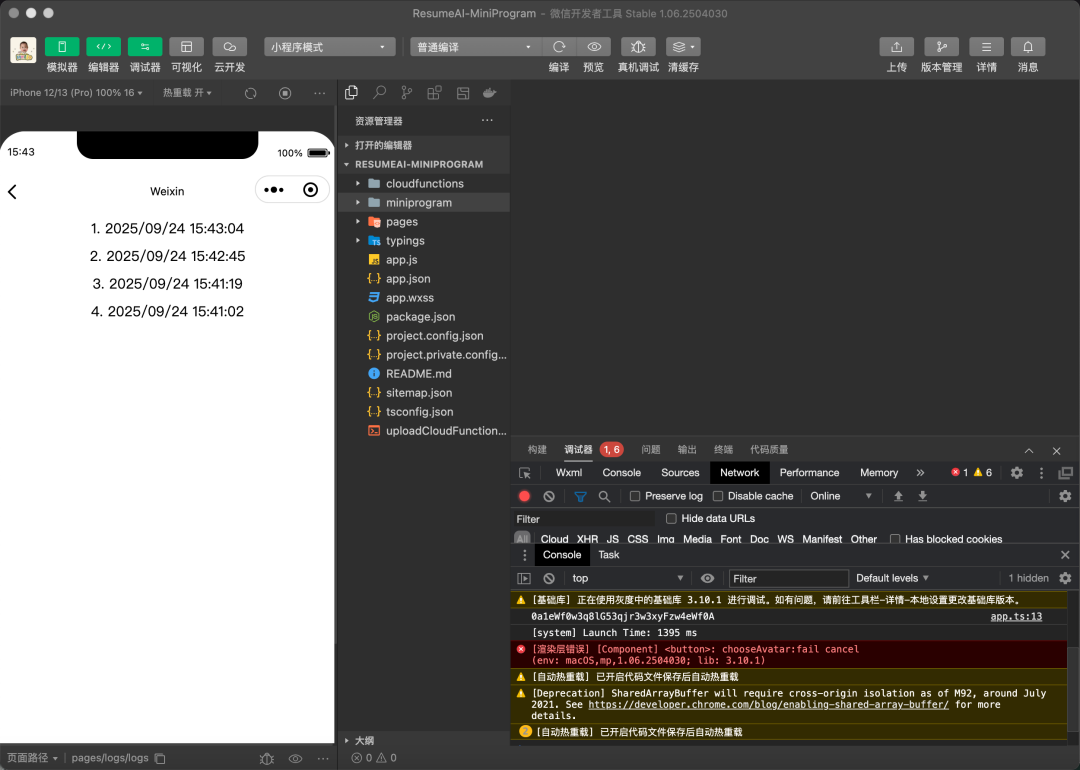 ResumeAI-MiniProgram - 微信开发者工具 Stable 1.06.2504030
模拟器 编辑器 调试器 可视化 云开发
小程序模式 普通编译
编译 预览 真机调试 清缓存
上传 版本管理 详情 消息
iPhone 12/13 (Pro) 100% 16 热重载 开
15:43 100%
Weixin
1. 2025/09/24 15:43:04
2. 2025/09/24 15:42:45
3. 2025/09/24 15:41:19
4. 2025/09/24 15:41:02
页面路径 pages/logs/logs
资源管理器
打开的编辑器
RESUMEAI-MINIPROGRAM
cloudfunctions
miniprogram
pages
TS typings
JS app.js
{..} app.json
app.wxss
package.json
{..} project.config.json
{..} project.private.config...
README.md
{..} sitemap.json
{..} tsconfig.json
uploadCloudFunction...
大纲
0 0
构建 调试器 1, 6 问题 输出 终端 代码质量
Wxml Console Sources Network Performance Memory » 1 6
Preserve log Disable cache Online
Filter Hide data URLs
All Cloud XHR JS CSS Img Media Font Doc WS Manifest Other Has blocked cookies
Console Task
top Filter Default levels 1 hidden
[基础库] 正在使用灰度中的基础库 3.10.1 进行调试。如有问题, 请前往工具栏-详情-本地设置更改基础库版本。
0a1eWf0w3q8lG53qjr3w3xyFzw4eWf0A app.ts:13
[system] Launch Time: 1395 ms
[渲染层错误] [Component] <button>: chooseAvatar:fail cancel
(env: macOS,mp,1.06.2504030; lib: 3.10.1)
[自动热重载] 已开启代码文件保存后自动热重载
[Deprecation] SharedArrayBuffer will require cross-origin isolation as of M92, around July
2021. See https://developer.chrome.com/blog/enabling-shared-array-buffer/ for more
details.
2 [自动热重载] 已开启代码文件保存后自动热重载